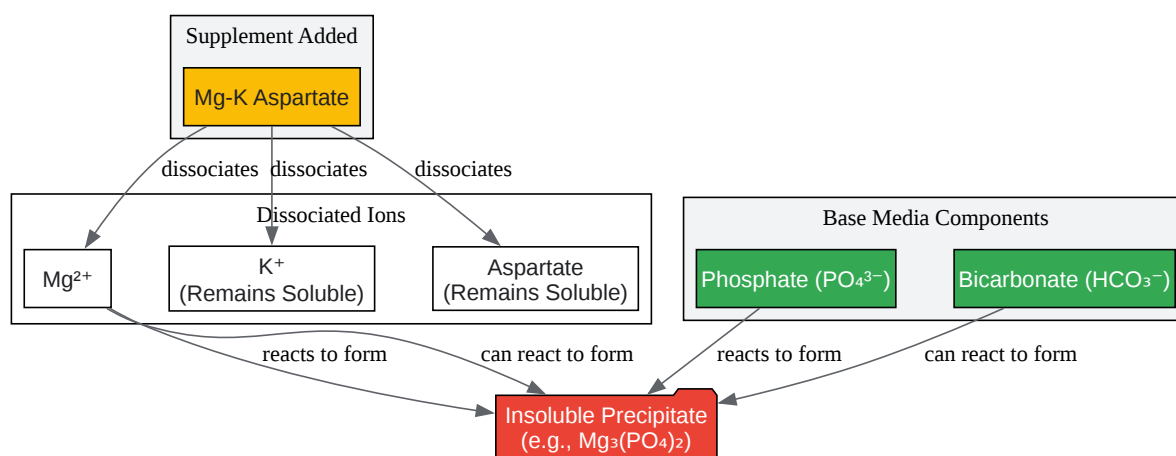 Supplement Added
Mg-K Aspartate
dissociates
dissociates
dissociates
Dissociated Ions
Mg²⁺
K⁺
(Remains Soluble)
Aspartate
(Remains Soluble)
Base Media Components
Phosphate (PO₄³⁻)
Bicarbonate (HCO₃⁻)
reacts to form
can react to form
reacts to form
can react to form
Insoluble Precipitate
(e.g., Mg₃(PO₄)₂)